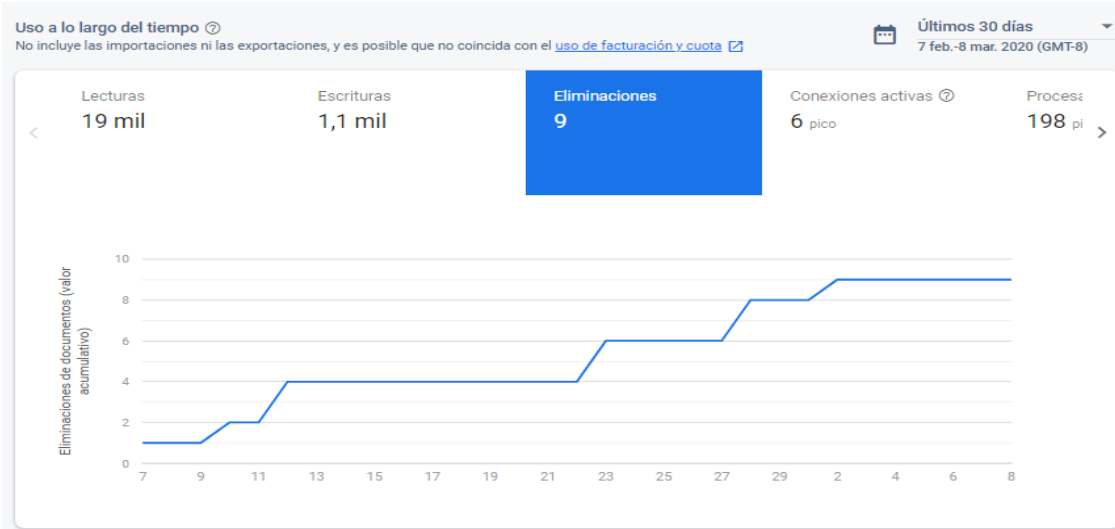 Uso a lo largo del tiempo
No incluye las importaciones ni las exportaciones, y es posible que no coincida con el uso de facturación y cuota
Últimos 30 días
7 feb.-8 mar. 2020 (GMT-8)
Lecturas
19 mil
Escrituras
1,1 mil
Eliminaciones
9
Conexiones activas
6 pico
Procesa
198 pi
Eliminaciones de documentos (valor
acumulativo)
10
8
6
4
2
0
7 9 11 13 15 17 19 21 23 25 27 29 2 4 6 8